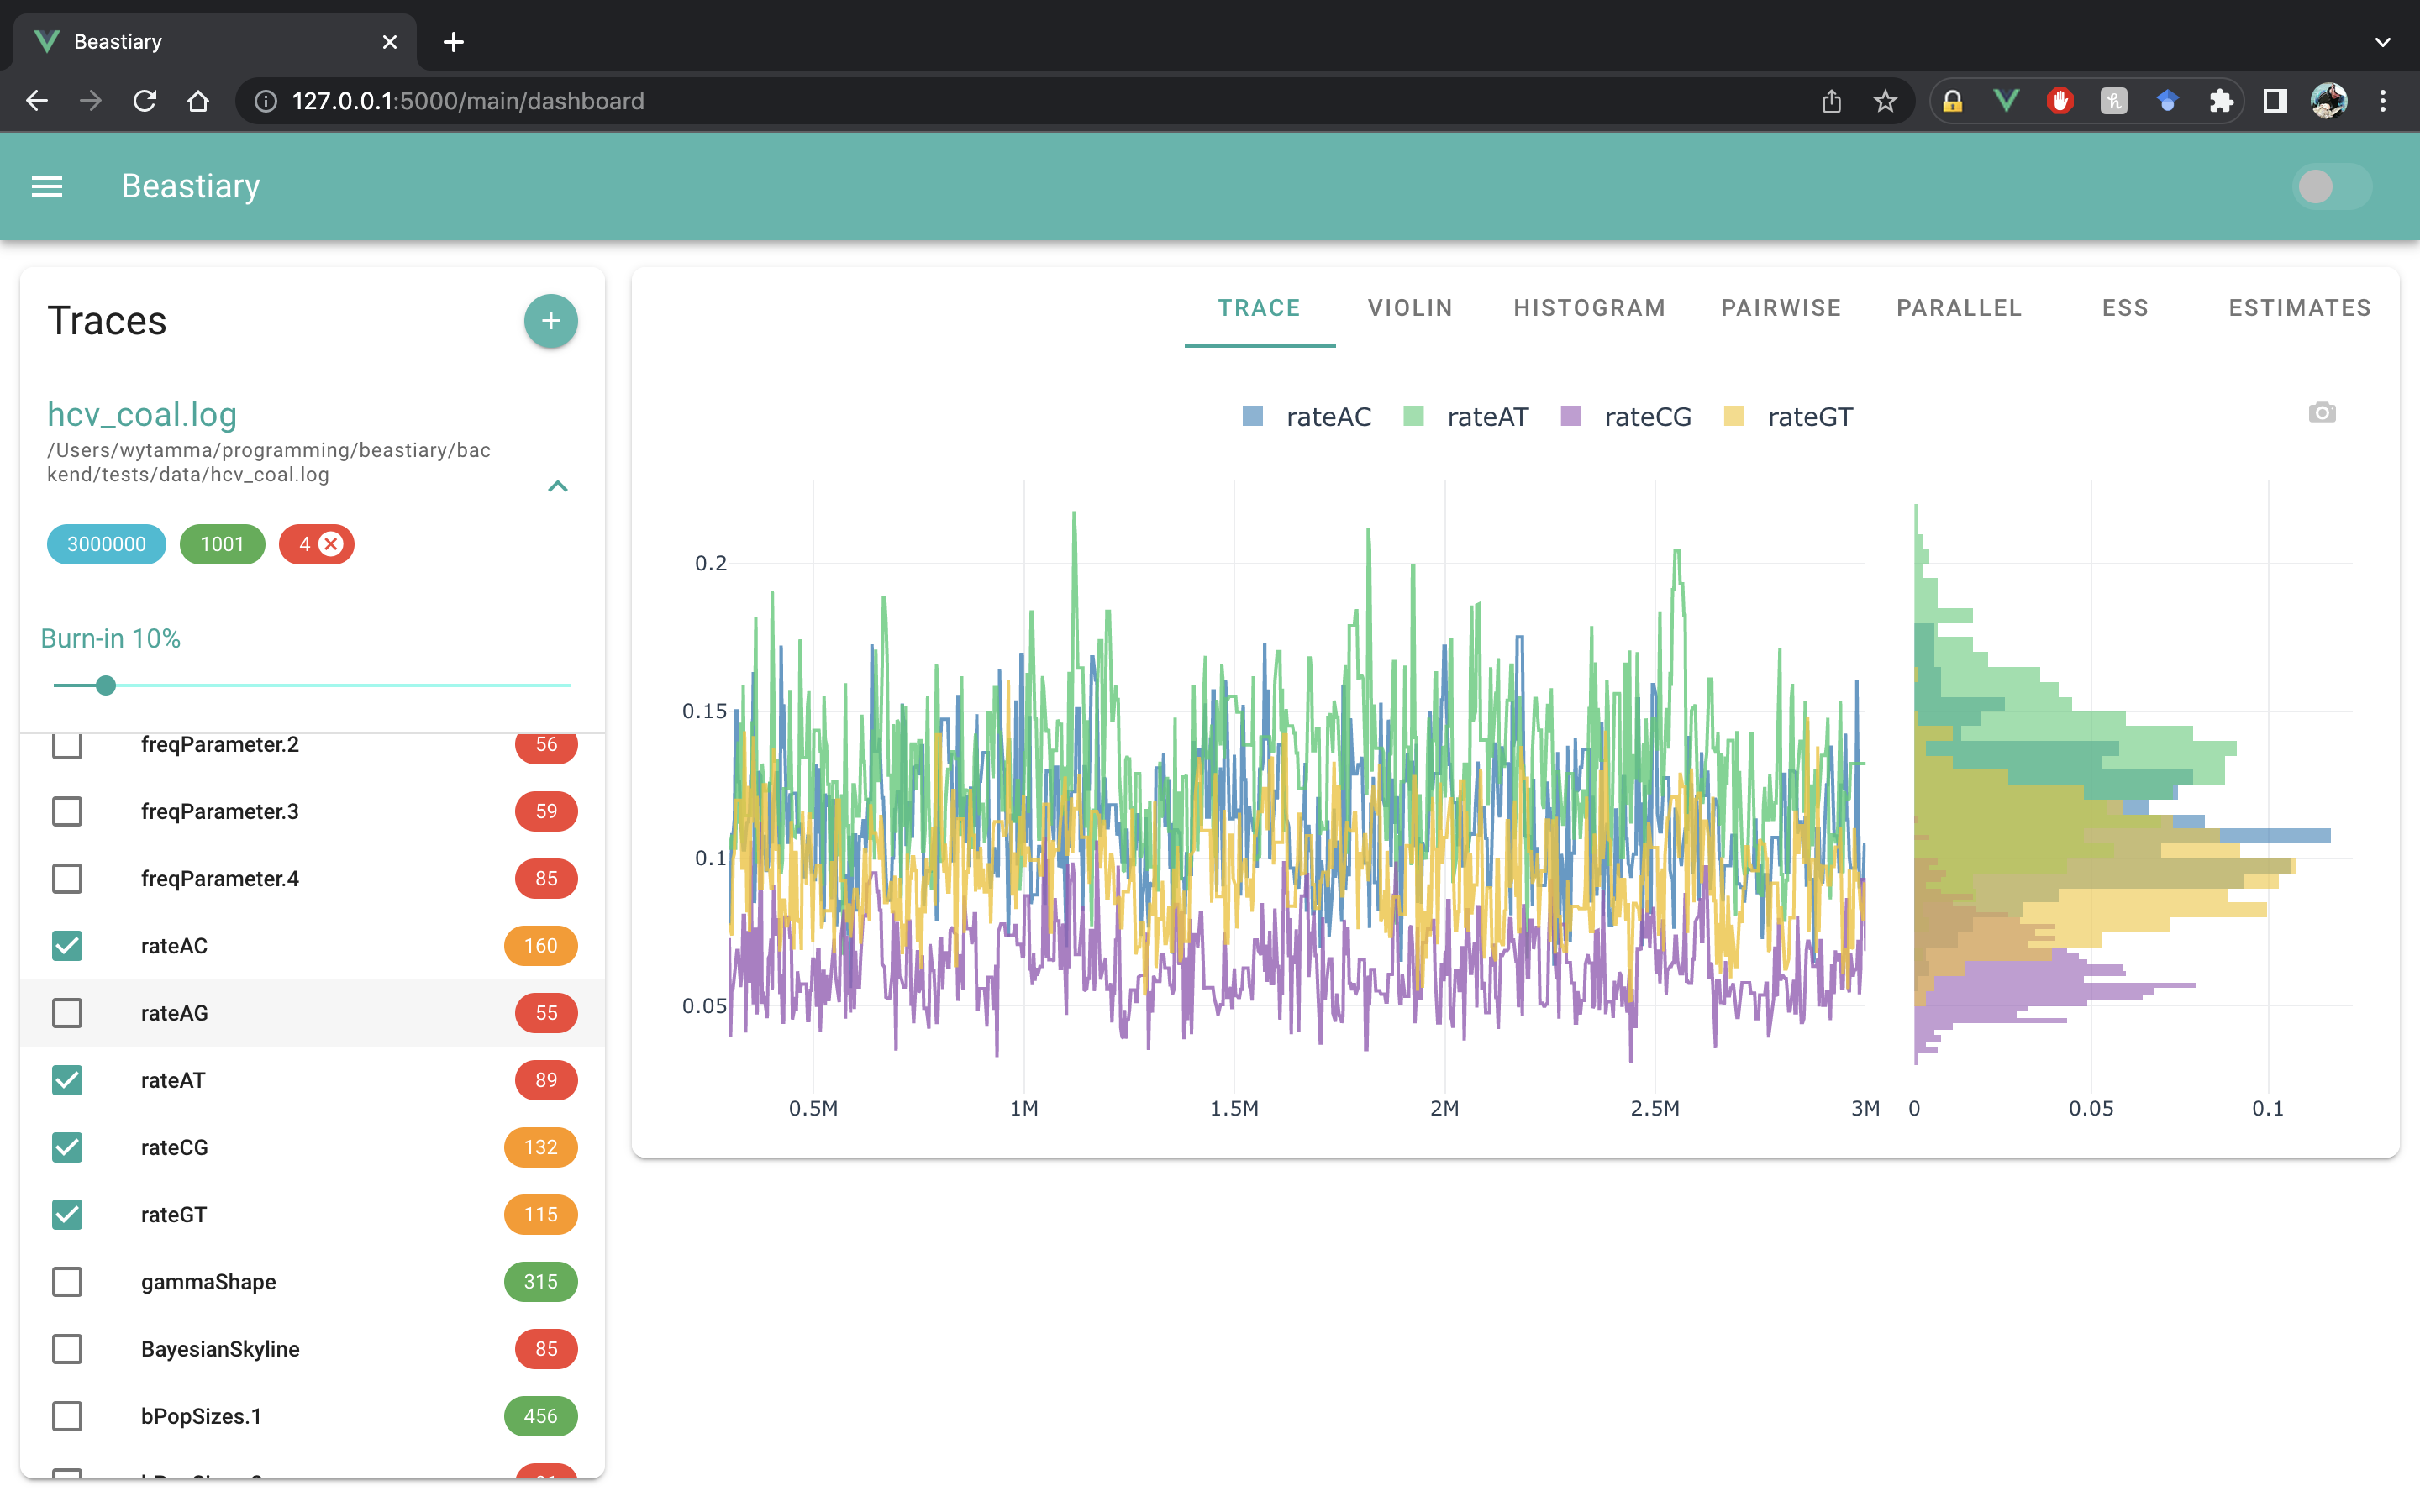 Beastiary
127.0.0.1:5000/main/dashboard
Beastiary
Traces
hcv_coal.log
/Users/wytamma/programming/beastiary/bac
kend/tests/data/hcv_coal.log
3000000 1001 4
Burn-in 10%
freqParameter.2 56
freqParameter.3 59
freqParameter.4 85
rateAC 160
rateAG 55
rateAT 89
rateCG 132
rateGT 115
gammaShape 315
BayesianSkyline 85
bPopSizes.1 456
TRACE VIOLIN HISTOGRAM PAIRWISE PARALLEL ESS ESTIMATES
rateAC rateAT rateCG rateGT
0.2
0.15
0.1
0.05
0.5M 1M 1.5M 2M 2.5M 3M 0 0.05 0.1